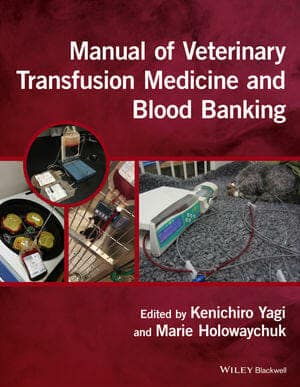 Manual of Veterinary
Transfusion Medicine and
Blood Banking
Edited by Kenichiro Yagi
and Marie Holowaychuk
WILEY Blackwell